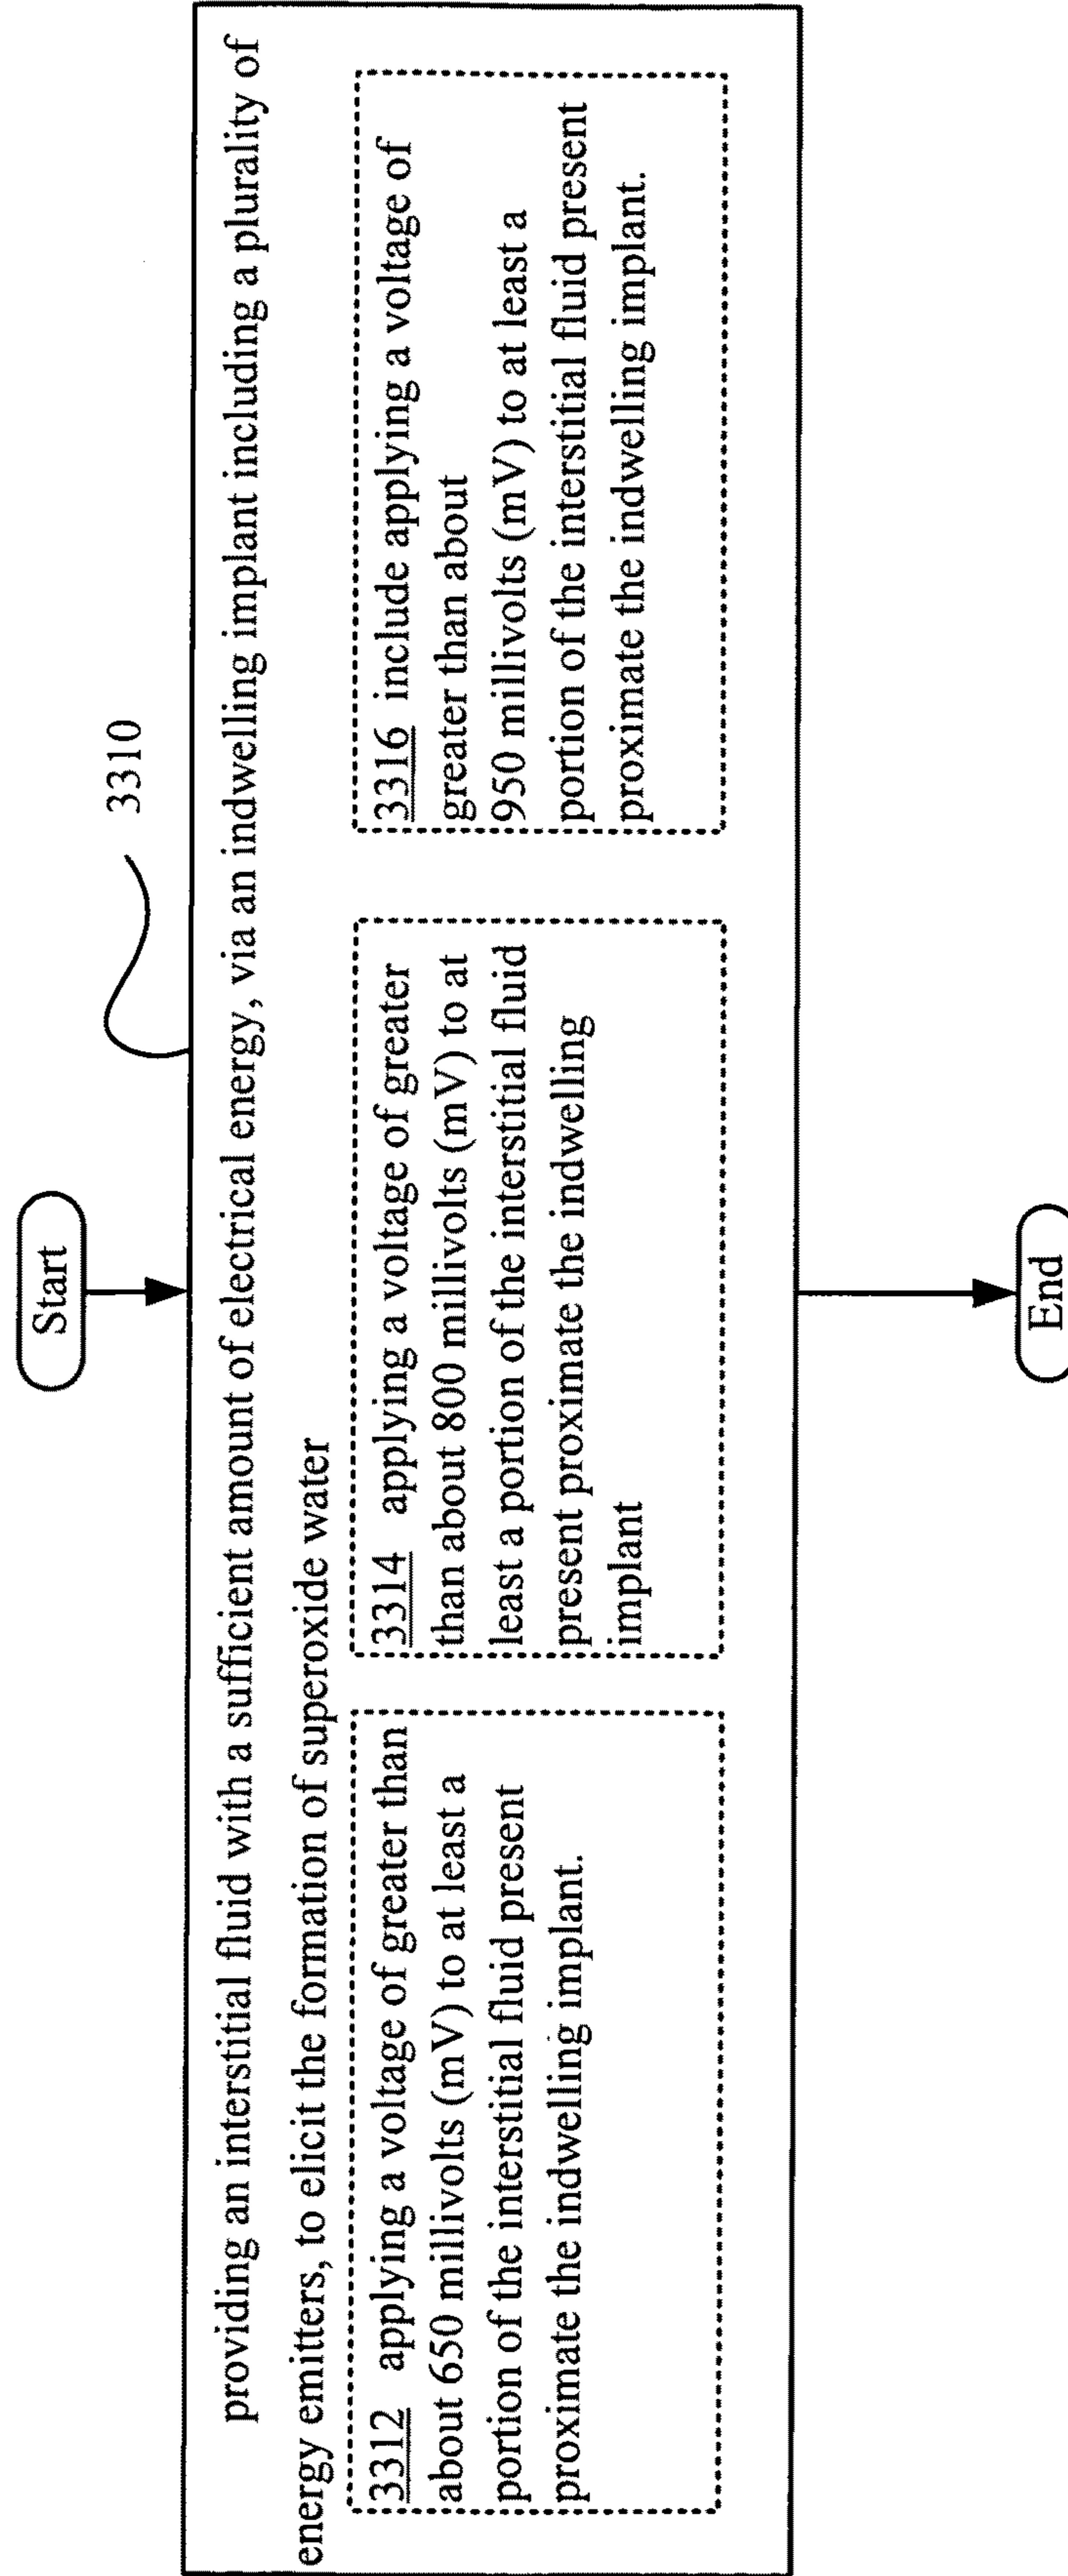 Start
3310
providing an interstitial fluid with a sufficient amount of electrical energy, via an indwelling implant including a plurality of
energy emitters, to elicit the formation of superoxide water
3312 applying a voltage of greater than
about 650 millivolts (mV) to at least a
portion of the interstitial fluid present
proximate the indwelling implant.
3314 applying a voltage of greater
than about 800 millivolts (mV) to at
least a portion of the interstitial fluid
present proximate the indwelling
implant
3316 include applying a voltage of
greater than about
950 millivolts (mV) to at least a
portion of the interstitial fluid present
proximate the indwelling implant.
End